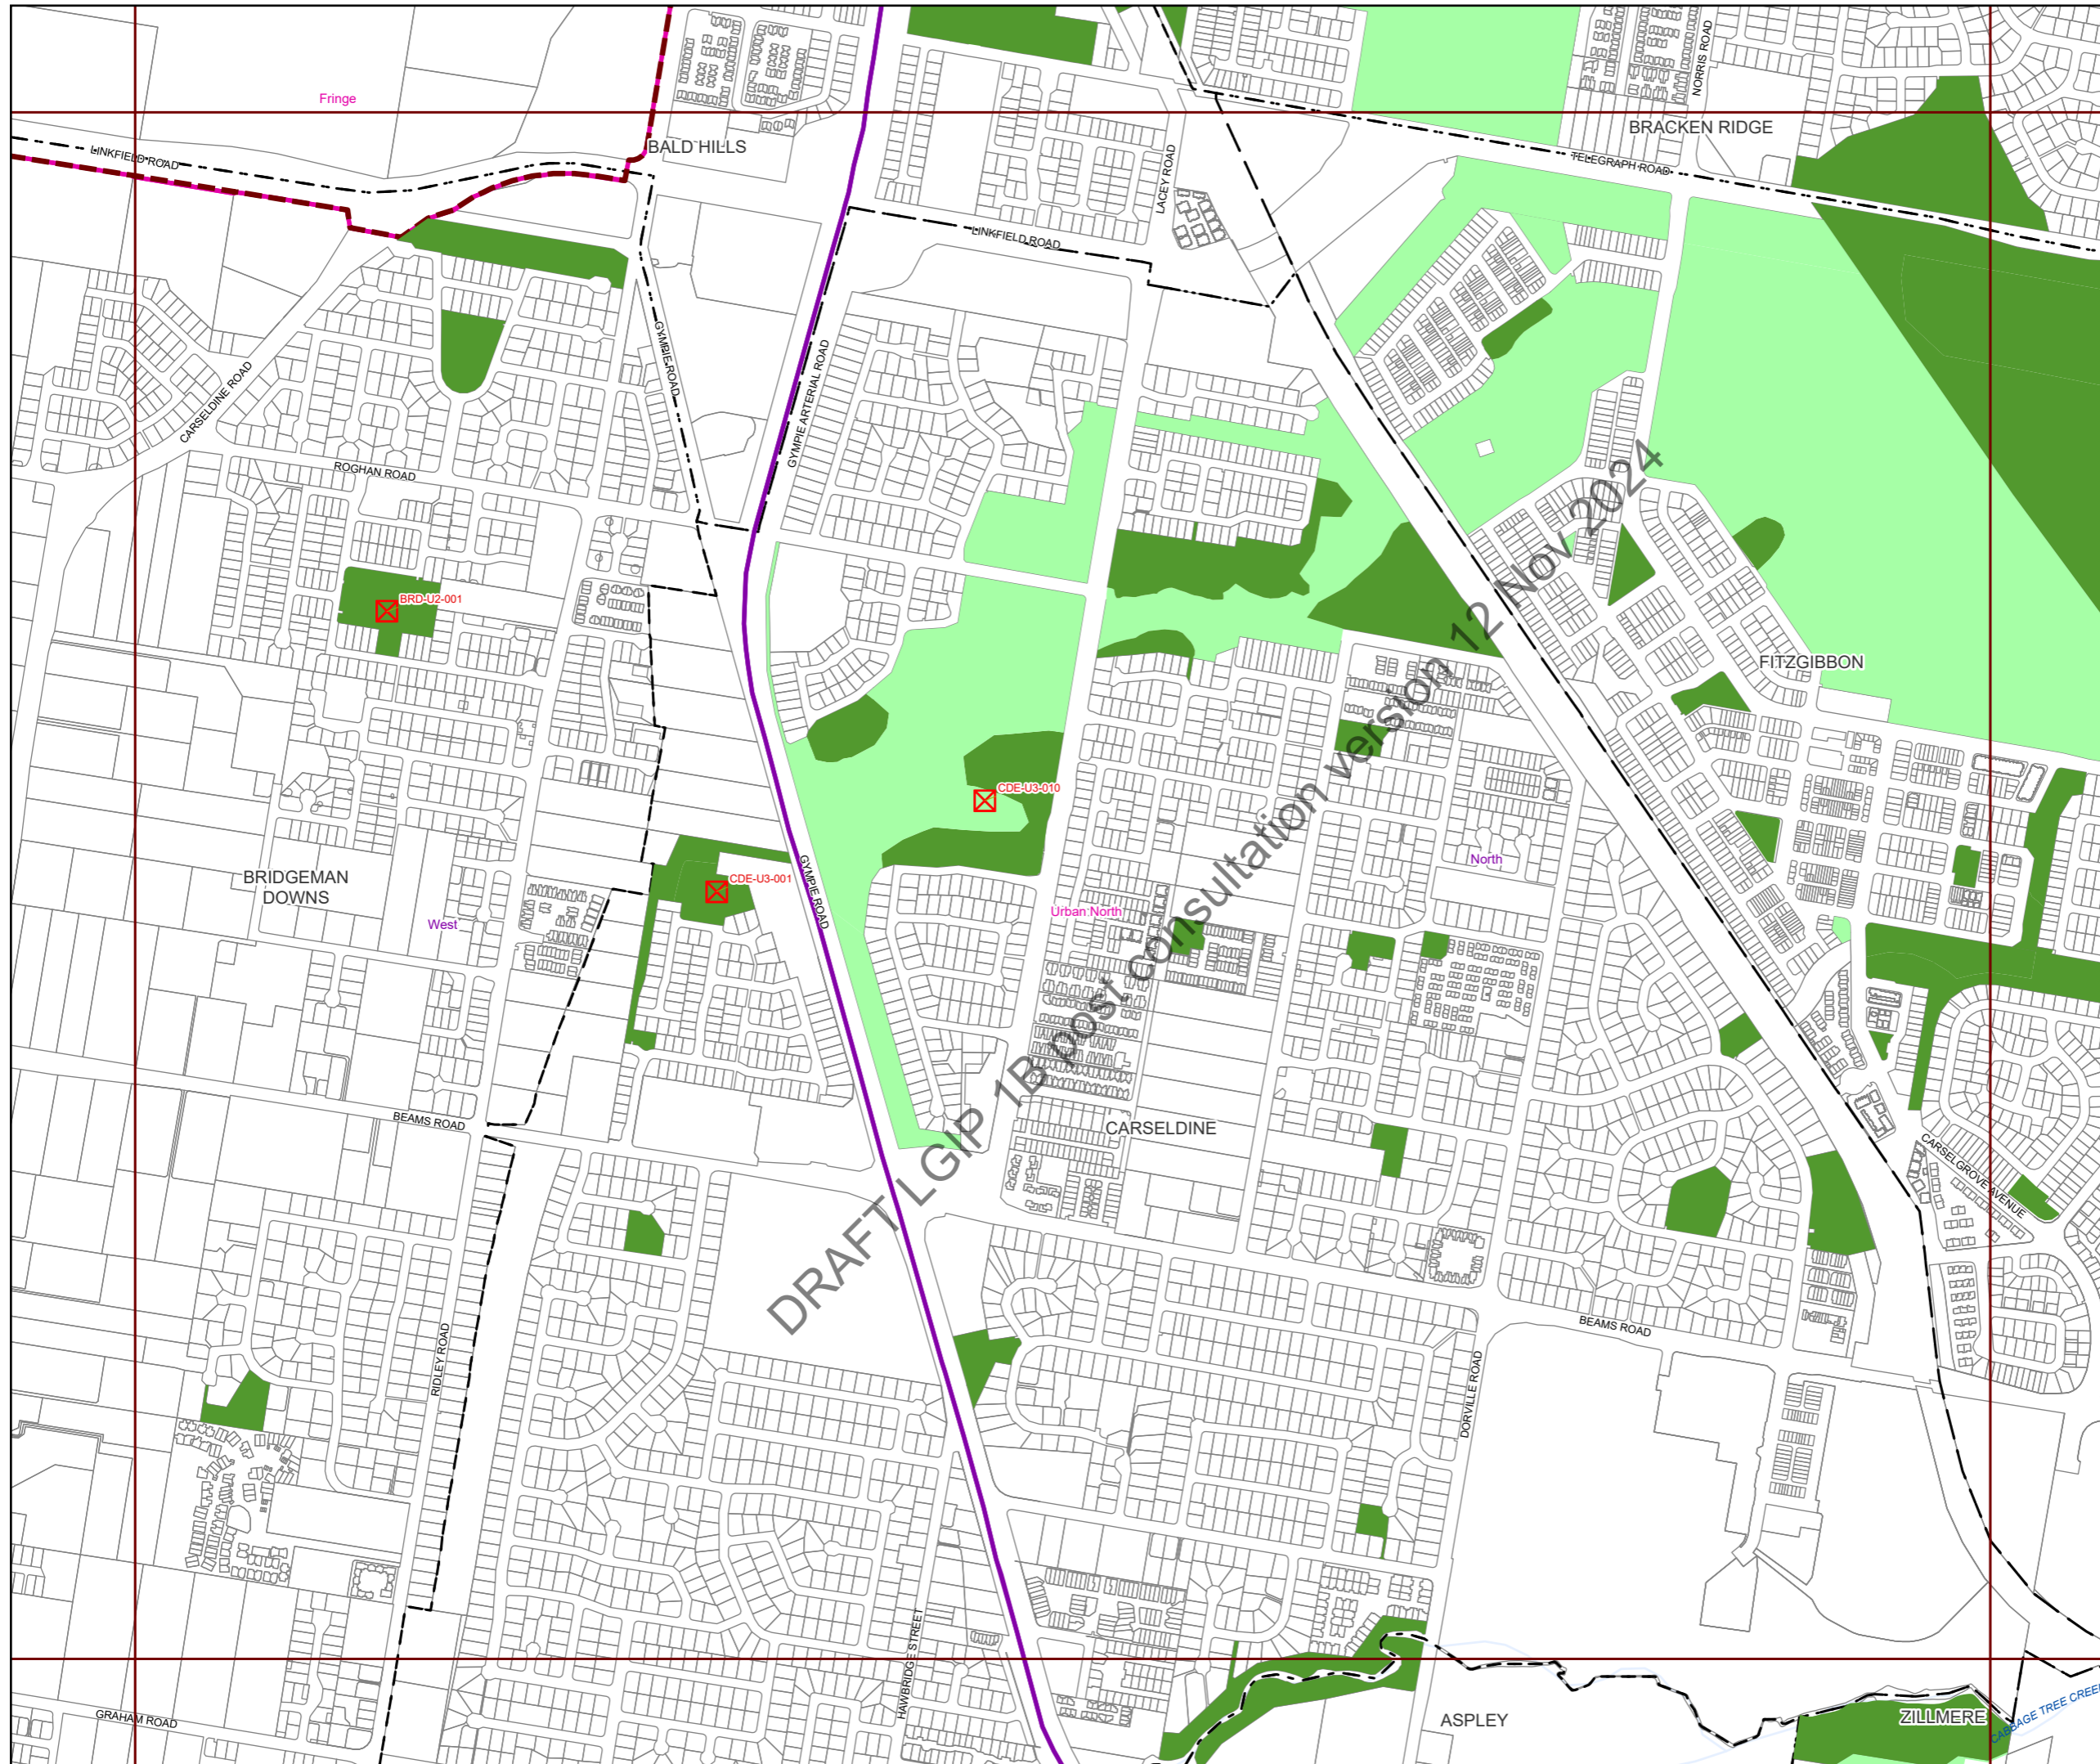 NORRIS ROAD
Fringe
BRACKEN RIDGE
BALD HILLS
LINKFIELD ROAD
TELEGRAPH ROAD
LACEY ROAD
LINKFIELD ROAD
GYMPIE ROAD
GYMPIE ARTERIAL ROAD
CARSELDINE ROAD
ROGHAN ROAD
BRD-U2-001
FITZGIBBON
CDE-U3-010
North
BRIDGEMAN
DOWNS
CDE-U3-001
GYMPIE ROAD
Urban North
West
DRAFT LGIP 1B post consultation version 12 Nov 2024
BEAMS ROAD
CARSELDINE
CARSELGROVE AVENUE
BEAMS ROAD
RIDLEY ROAD
DORVILLE ROAD
HAWBRIDGE STREET
GRAHAM ROAD
ASPLEY
ZILLMERE
CABBAGE TREE CREEK